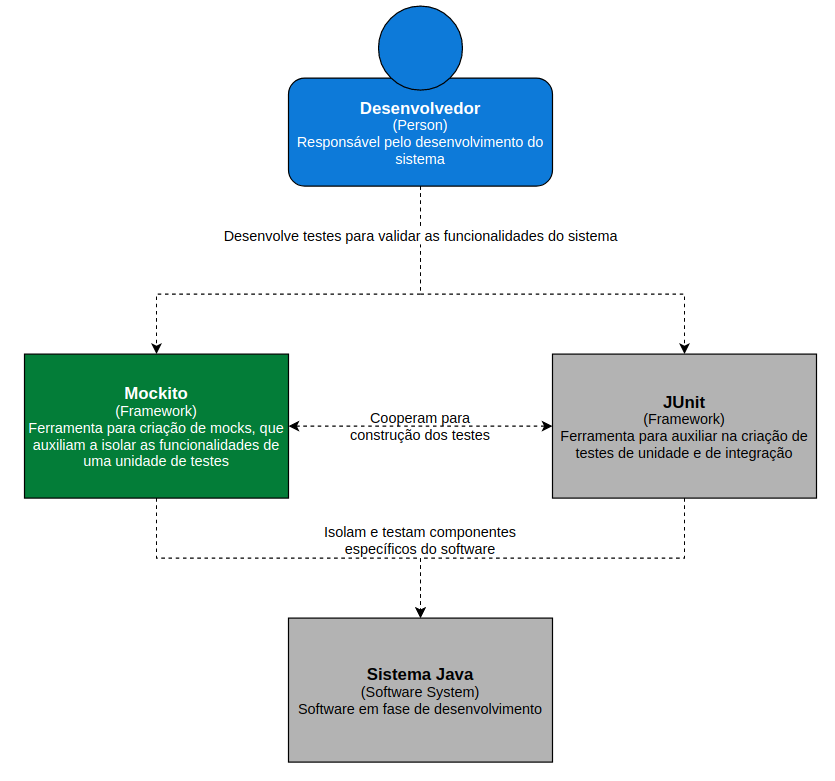 Desenvolvedor
(Person)
Responsável pelo desenvolvimento do
sistema
Desenvolve testes para validar as funcionalidades do sistema
Mockito
(Framework)
Ferramenta para criação de mocks, que
auxiliam a isolar as funcionalidades de
uma unidade de testes
Cooperam para
construção dos testes
JUnit
(Framework)
Ferramenta para auxiliar na criação de
testes de unidade e de integração
Isolam e testam componentes
específicos do software
Sistema Java
(Software System)
Software em fase de desenvolvimento